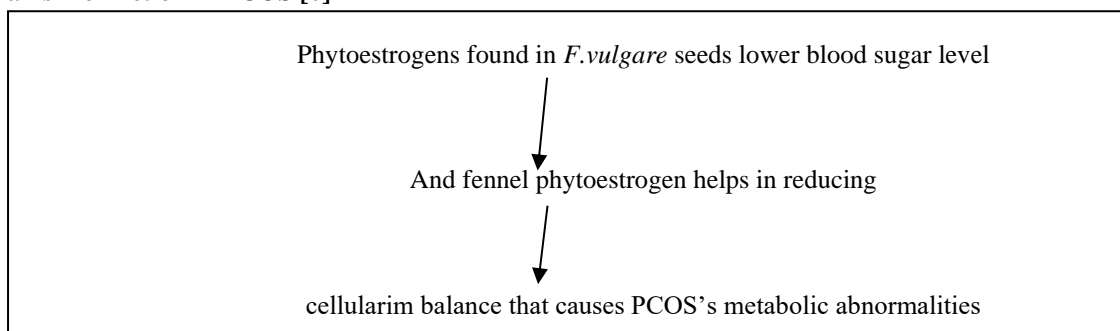 Phytoestrogens found in F.vulgare seeds lower blood sugar level
And fennel phytoestrogen helps in reducing
cellularim balance that causes PCOS's metabolic abnormalities